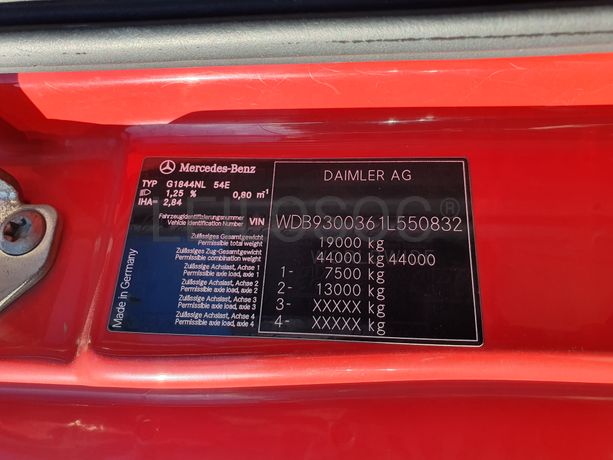 Mercedes-Benz
TYP G1844NL 54E
1,25 % 0,80 m⁻¹
IHA= 2,84
Fahrzeugidentifizierungsnummer
Vehicle Identification Number VIN
Zulässiges Gesamtgewicht
Permissible total weight
Zulässiges Zug-Gesamtgewicht
Permissible combination weight
Zulässige Achslast, Achse 1
Permissible axle load, axle 1
Zulässige Achslast, Achse 2
Permissible axle load, axle 2
Zulässige Achslast, Achse 3
Permissible axle load, axle 3
Zulässige Achslast, Achse 4
Permissible axle load, axle 4
Made in Germany
DAIMLER AG
WDB9300361L550832
19000 kg
44000 kg 44000
1- 7500 kg
2- 13000 kg
3- XXXXX kg
4- XXXXX kg
LEILOSOC®